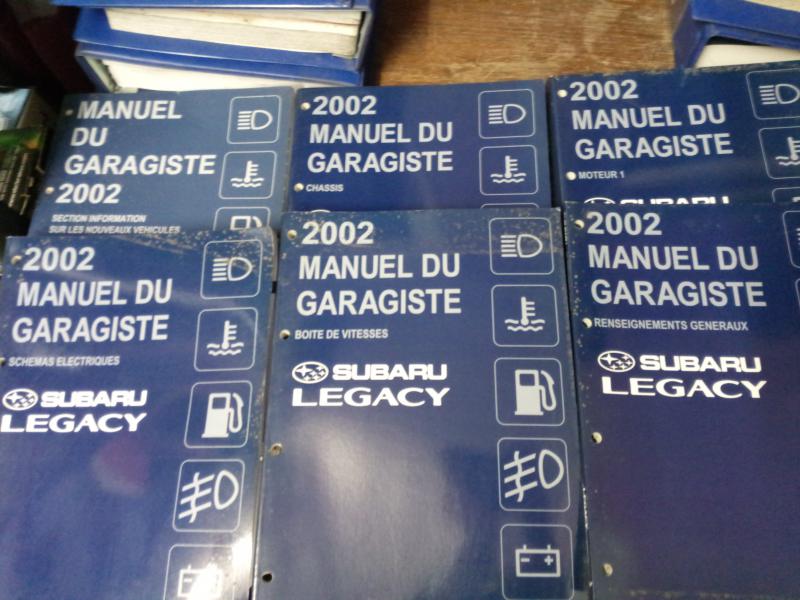 MANUEL
DU
GARAGISTE
2002
SECTION INFORMATION
SUR LES NOUVEAUX VEHICULES
2002
MANUEL DU
GARAGISTE
CHASSIS
2002
MANUEL DU
GARAGISTE
MOTEUR 1
SUBARU
2002
MANUEL DU
GARAGISTE
SCHEMAS ELECTRIQUES
SUBARU
LEGACY
2002
MANUEL DU
GARAGISTE
BOITE DE VITESSES
SUBARU
LEGACY
2002
MANUEL DU
GARAGISTE
RENSEIGNEMENTS GENERAUX
SUBARU
LEGACY